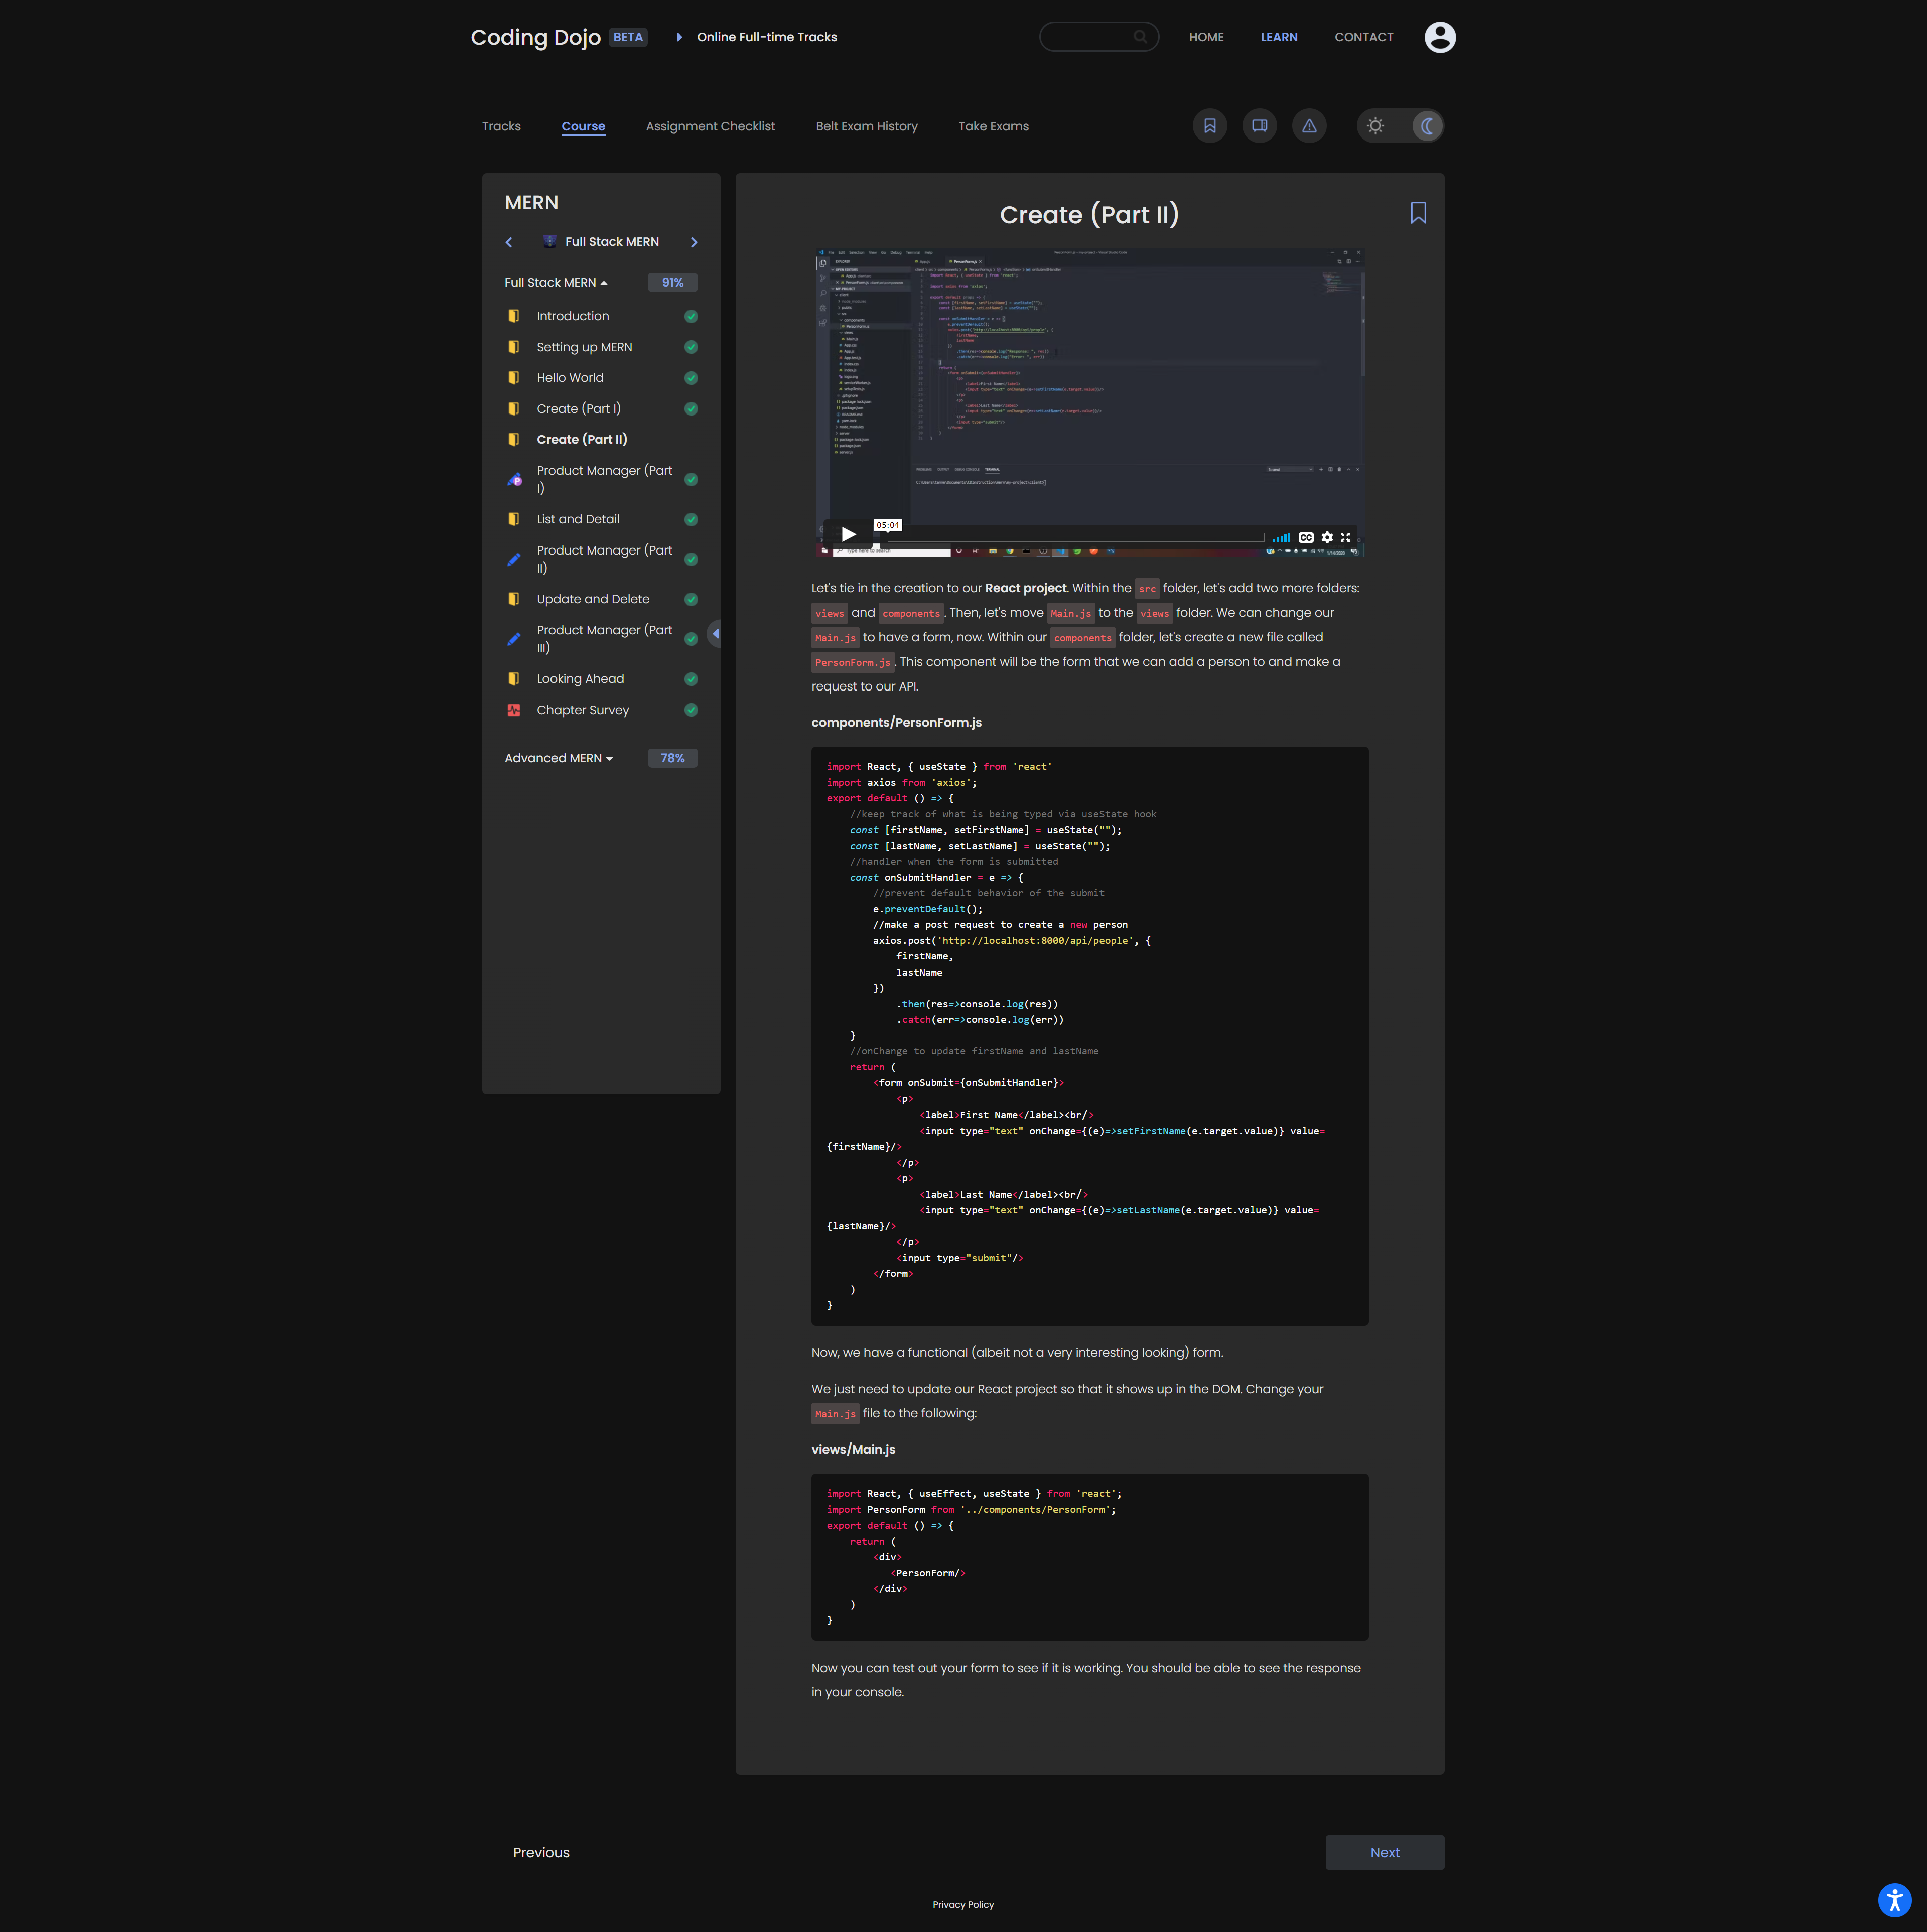 Coding Dojo BETA Online Full-time Tracks HOME LEARN CONTACT
Tracks Course Assignment Checklist Belt Exam History Take Exams
MERN
Full Stack MERN
Full Stack MERN 91%
Introduction
Setting up MERN
Hello World
Create (Part I)
Create (Part II)
Product Manager (Part
I)
List and Detail
Product Manager (Part
II)
Update and Delete
Product Manager (Part
III)
Looking Ahead
Chapter Survey
Advanced MERN 78%
Create (Part II)
05:04
CC
Let's tie in the creation to our React project. Within the src folder, let's add two more folders:
views and components. Then, let's move Main.js to the views folder. We can change our
Main.js to have a form, now. Within our components folder, let's create a new file called
PersonForm.js. This component will be the form that we can add a person to and make a
request to our API.
components/PersonForm.js
import React, { useState } from 'react'
import axios from 'axios';
export default () => {
    //keep track of what is being typed via useState hook
    const [firstName, setFirstName] = useState("");
    const [lastName, setLastName] = useState("");
    //handler when the form is submitted
    const onSubmitHandler = e => {
        //prevent default behavior of the submit
        e.preventDefault();
        //make a post request to create a new person
        axios.post('http://localhost:8000/api/people', {
            firstName,
            lastName
        })
            .then(res=>console.log(res))
            .catch(err=>console.log(err))
    }
    //onChange to update firstName and lastName
    return (
        <form onSubmit={onSubmitHandler}>
            <p>
                <label>First Name</label><br/>
                <input type="text" onChange={(e)=>setFirstName(e.target.value)} value=
{firstName}/>
            </p>
            <p>
                <label>Last Name</label><br/>
                <input type="text" onChange={(e)=>setLastName(e.target.value)} value=
{lastName}/>
            </p>
            <input type="submit"/>
        </form>
    )
}
Now, we have a functional (albeit not a very interesting looking) form.
We just need to update our React project so that it shows up in the DOM. Change your
Main.js file to the following:
views/Main.js
import React, { useEffect, useState } from 'react';
import PersonForm from '../components/PersonForm';
export default () => {
    return (
        <div>
           <PersonForm/>
        </div>
    )
}
Now you can test out your form to see if it is working. You should be able to see the response
in your console.
Previous Next
Privacy Policy